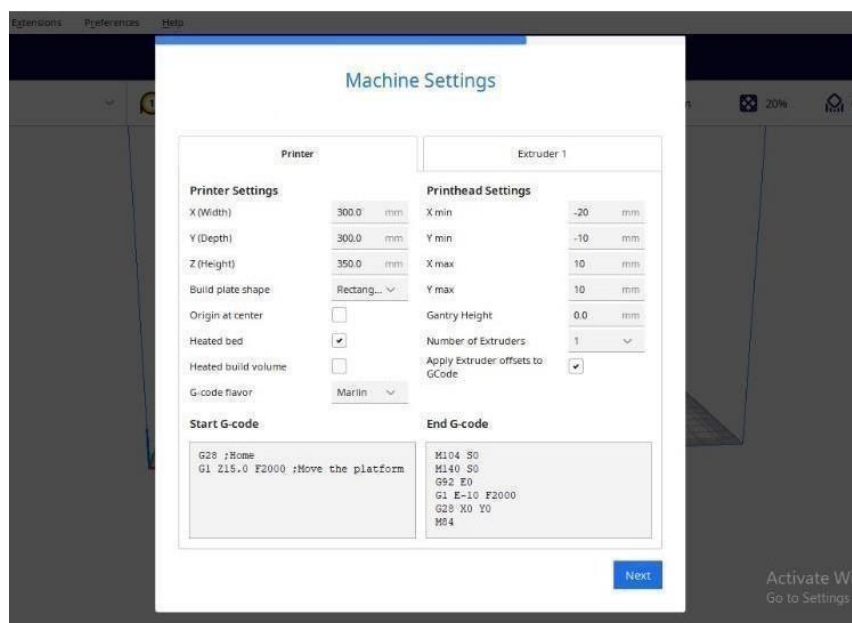 Extensions Preferences Help
Machine Settings
20%
Printer
Extruder 1
Printer Settings
X (Width) 300.0 mm
Y (Depth) 300.0 mm
Z (Height) 350.0 mm
Build plate shape Rectang...
Origin at center
Heated bed
Heated build volume
G-code flavor Marlin
Printhead Settings
X min -20 mm
Y min -10 mm
X max 10 mm
Y max 10 mm
Gantry Height 0.0 mm
Number of Extruders 1
Apply Extruder offsets to
GCode
Start G-code
G28 ;Home
G1 Z15.0 F2000 ;Move the platform
End G-code
M104 S0
M140 S0
G92 E0
G1 E-10 F2000
G28 X0 Y0
M84
Next
Activate Wi
Go to Settings